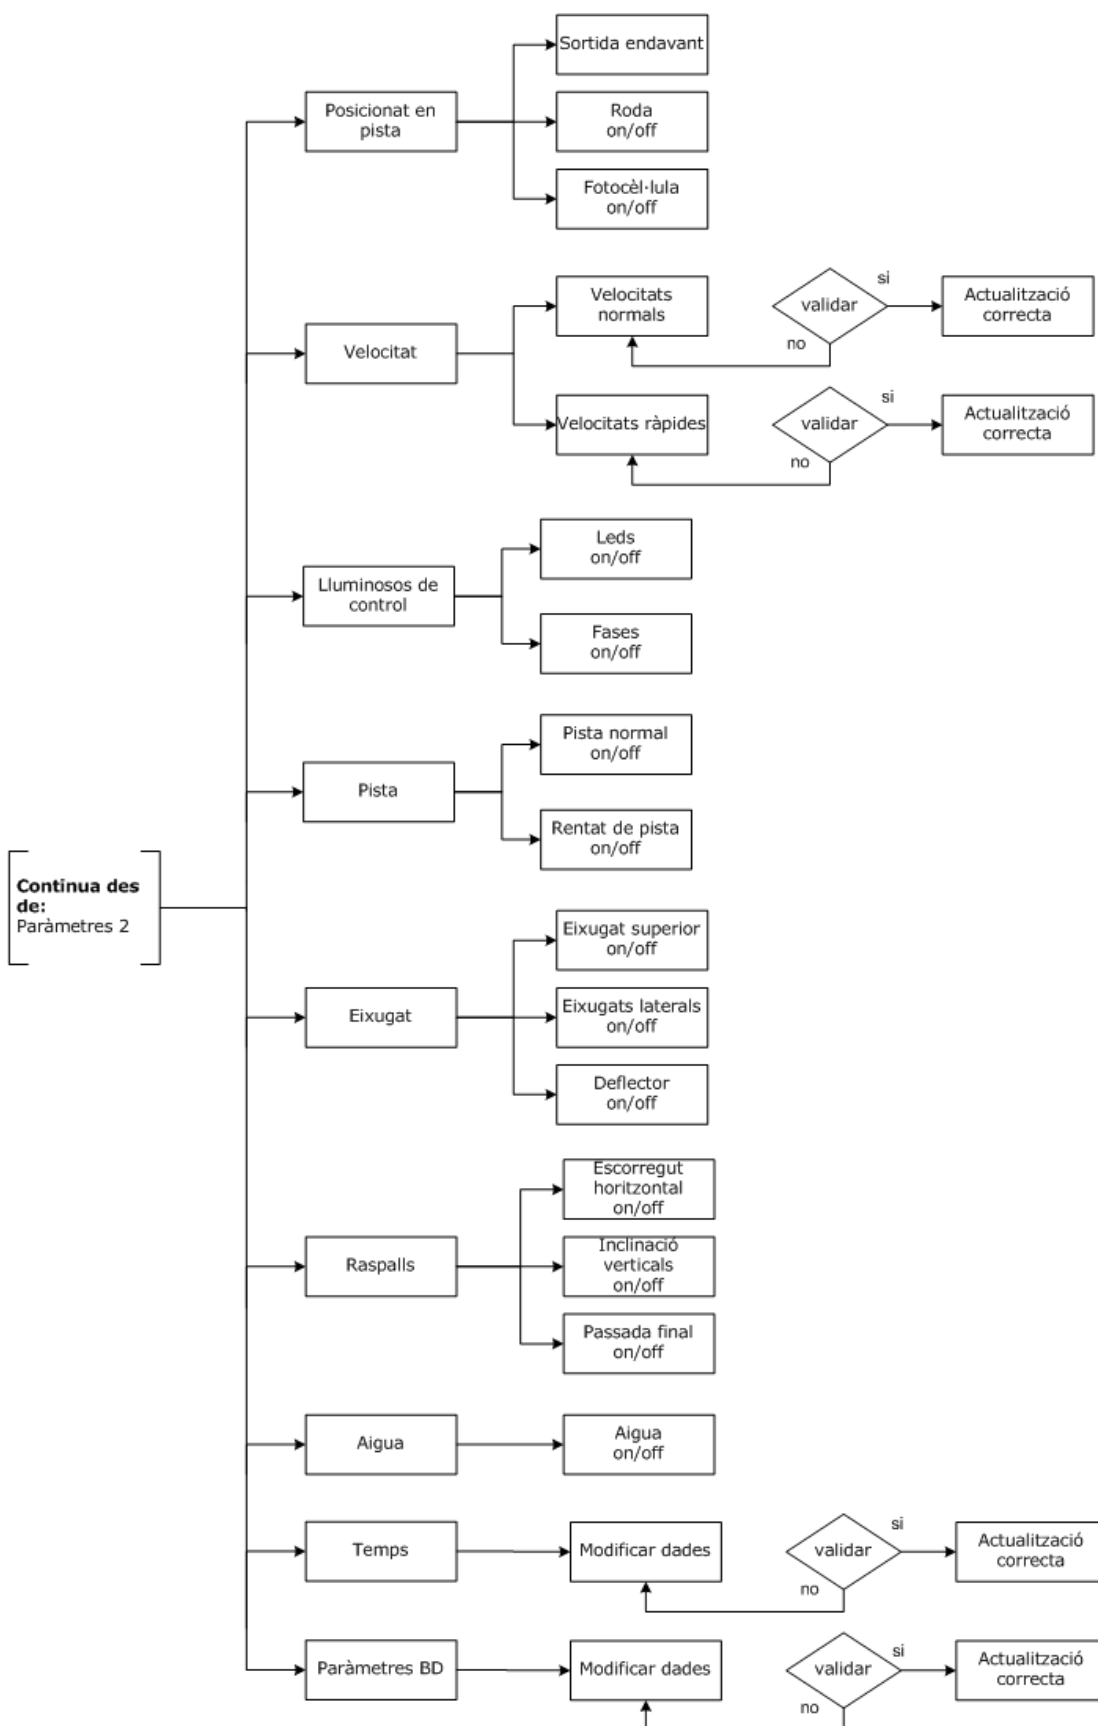 Sortida endavant
Posicionat en
pista
Roda
on/off
Fotocèl·lula
on/off
Velocitat
Velocitats
normals
validar
si
no
Actualització
correcta
Velocitats ràpides
validar
si
no
Actualització
correcta
Lluminosos de
control
Leds
on/off
Fases
on/off
Pista
Pista normal
on/off
Rentat de pista
on/off
Continua des
de:
Paràmetres 2
Eixugat
Eixugat superior
on/off
Eixugats laterals
on/off
Deflector
on/off
Raspalls
Escorregut
horitzontal
on/off
Inclinació
verticals
on/off
Passada final
on/off
Aigua
Aigua
on/off
Temps
Modificar dades
validar
si
no
Actualització
correcta
Paràmetres BD
Modificar dades
validar
si
no
Actualització
correcta